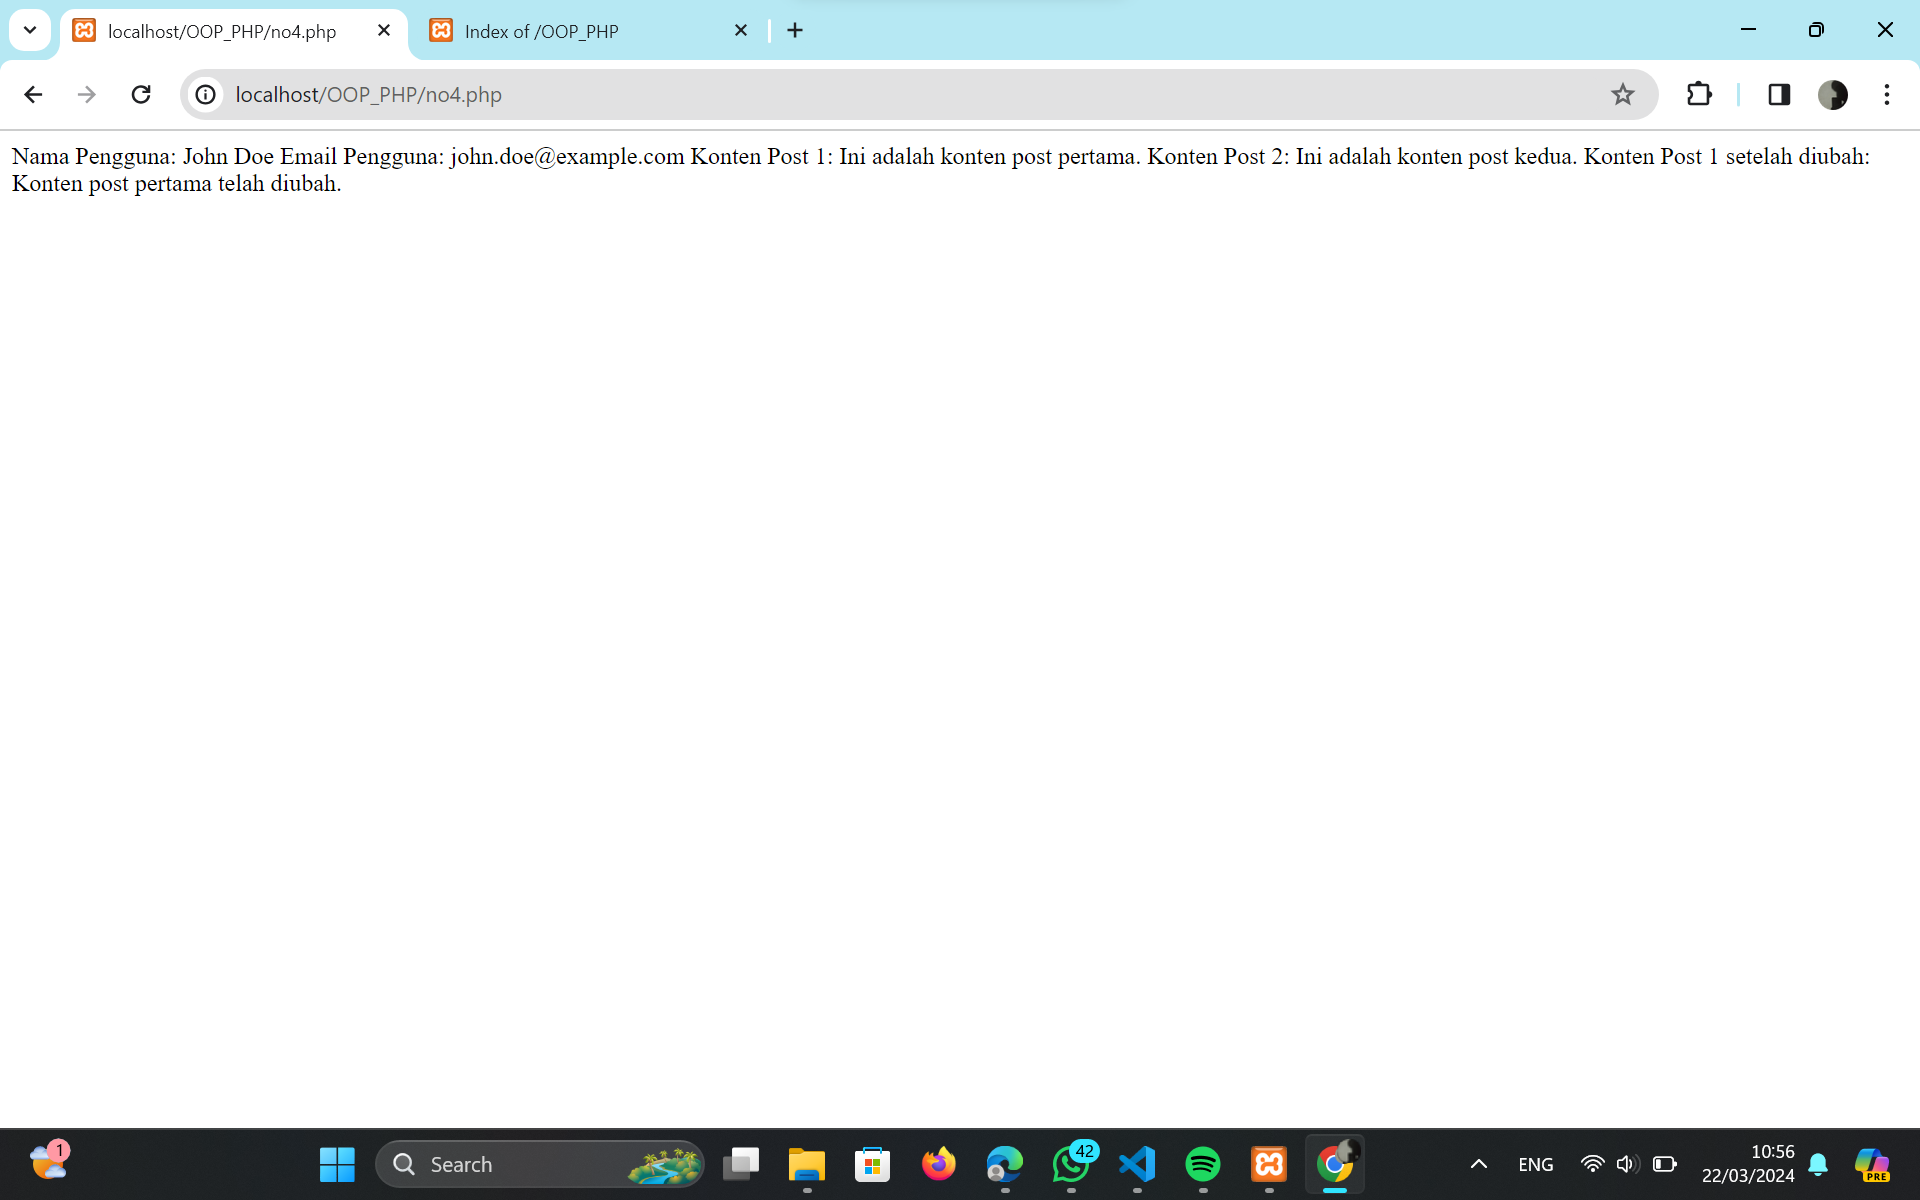 localhost/OOP_PHP/no4.php
Index of /OOP_PHP
localhost/OOP_PHP/no4.php
Nama Pengguna: John Doe Email Pengguna: john.doe@example.com Konten Post 1: Ini adalah konten post pertama. Konten Post 2: Ini adalah konten post kedua. Konten Post 1 setelah diubah:
Konten post pertama telah diubah.
1
Search
42
ENG
10:56
22/03/2024
PRE